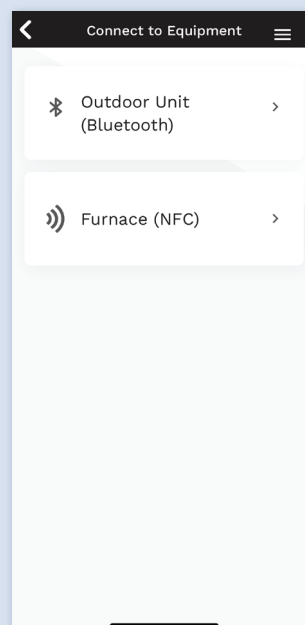 Connect to Equipment
Outdoor Unit
(Bluetooth)
Furnace (NFC)